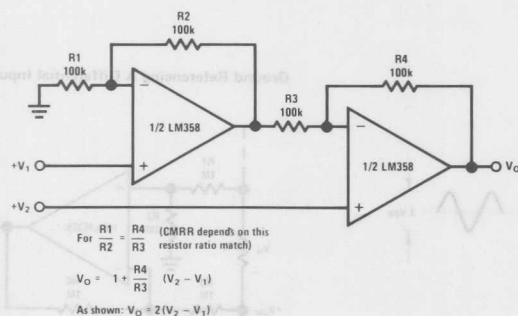 R2
100k
R1
100k
1/2 LM358
R3
100k
R4
100k
1/2 LM358
+V1
+V2
VO
For R1/R2 = R4/R3 (CMRR depends on this
resistor ratio match)
VO = 1 + R4/R3 (V2 − V1)
As shown: VO = 2(V2 − V1)